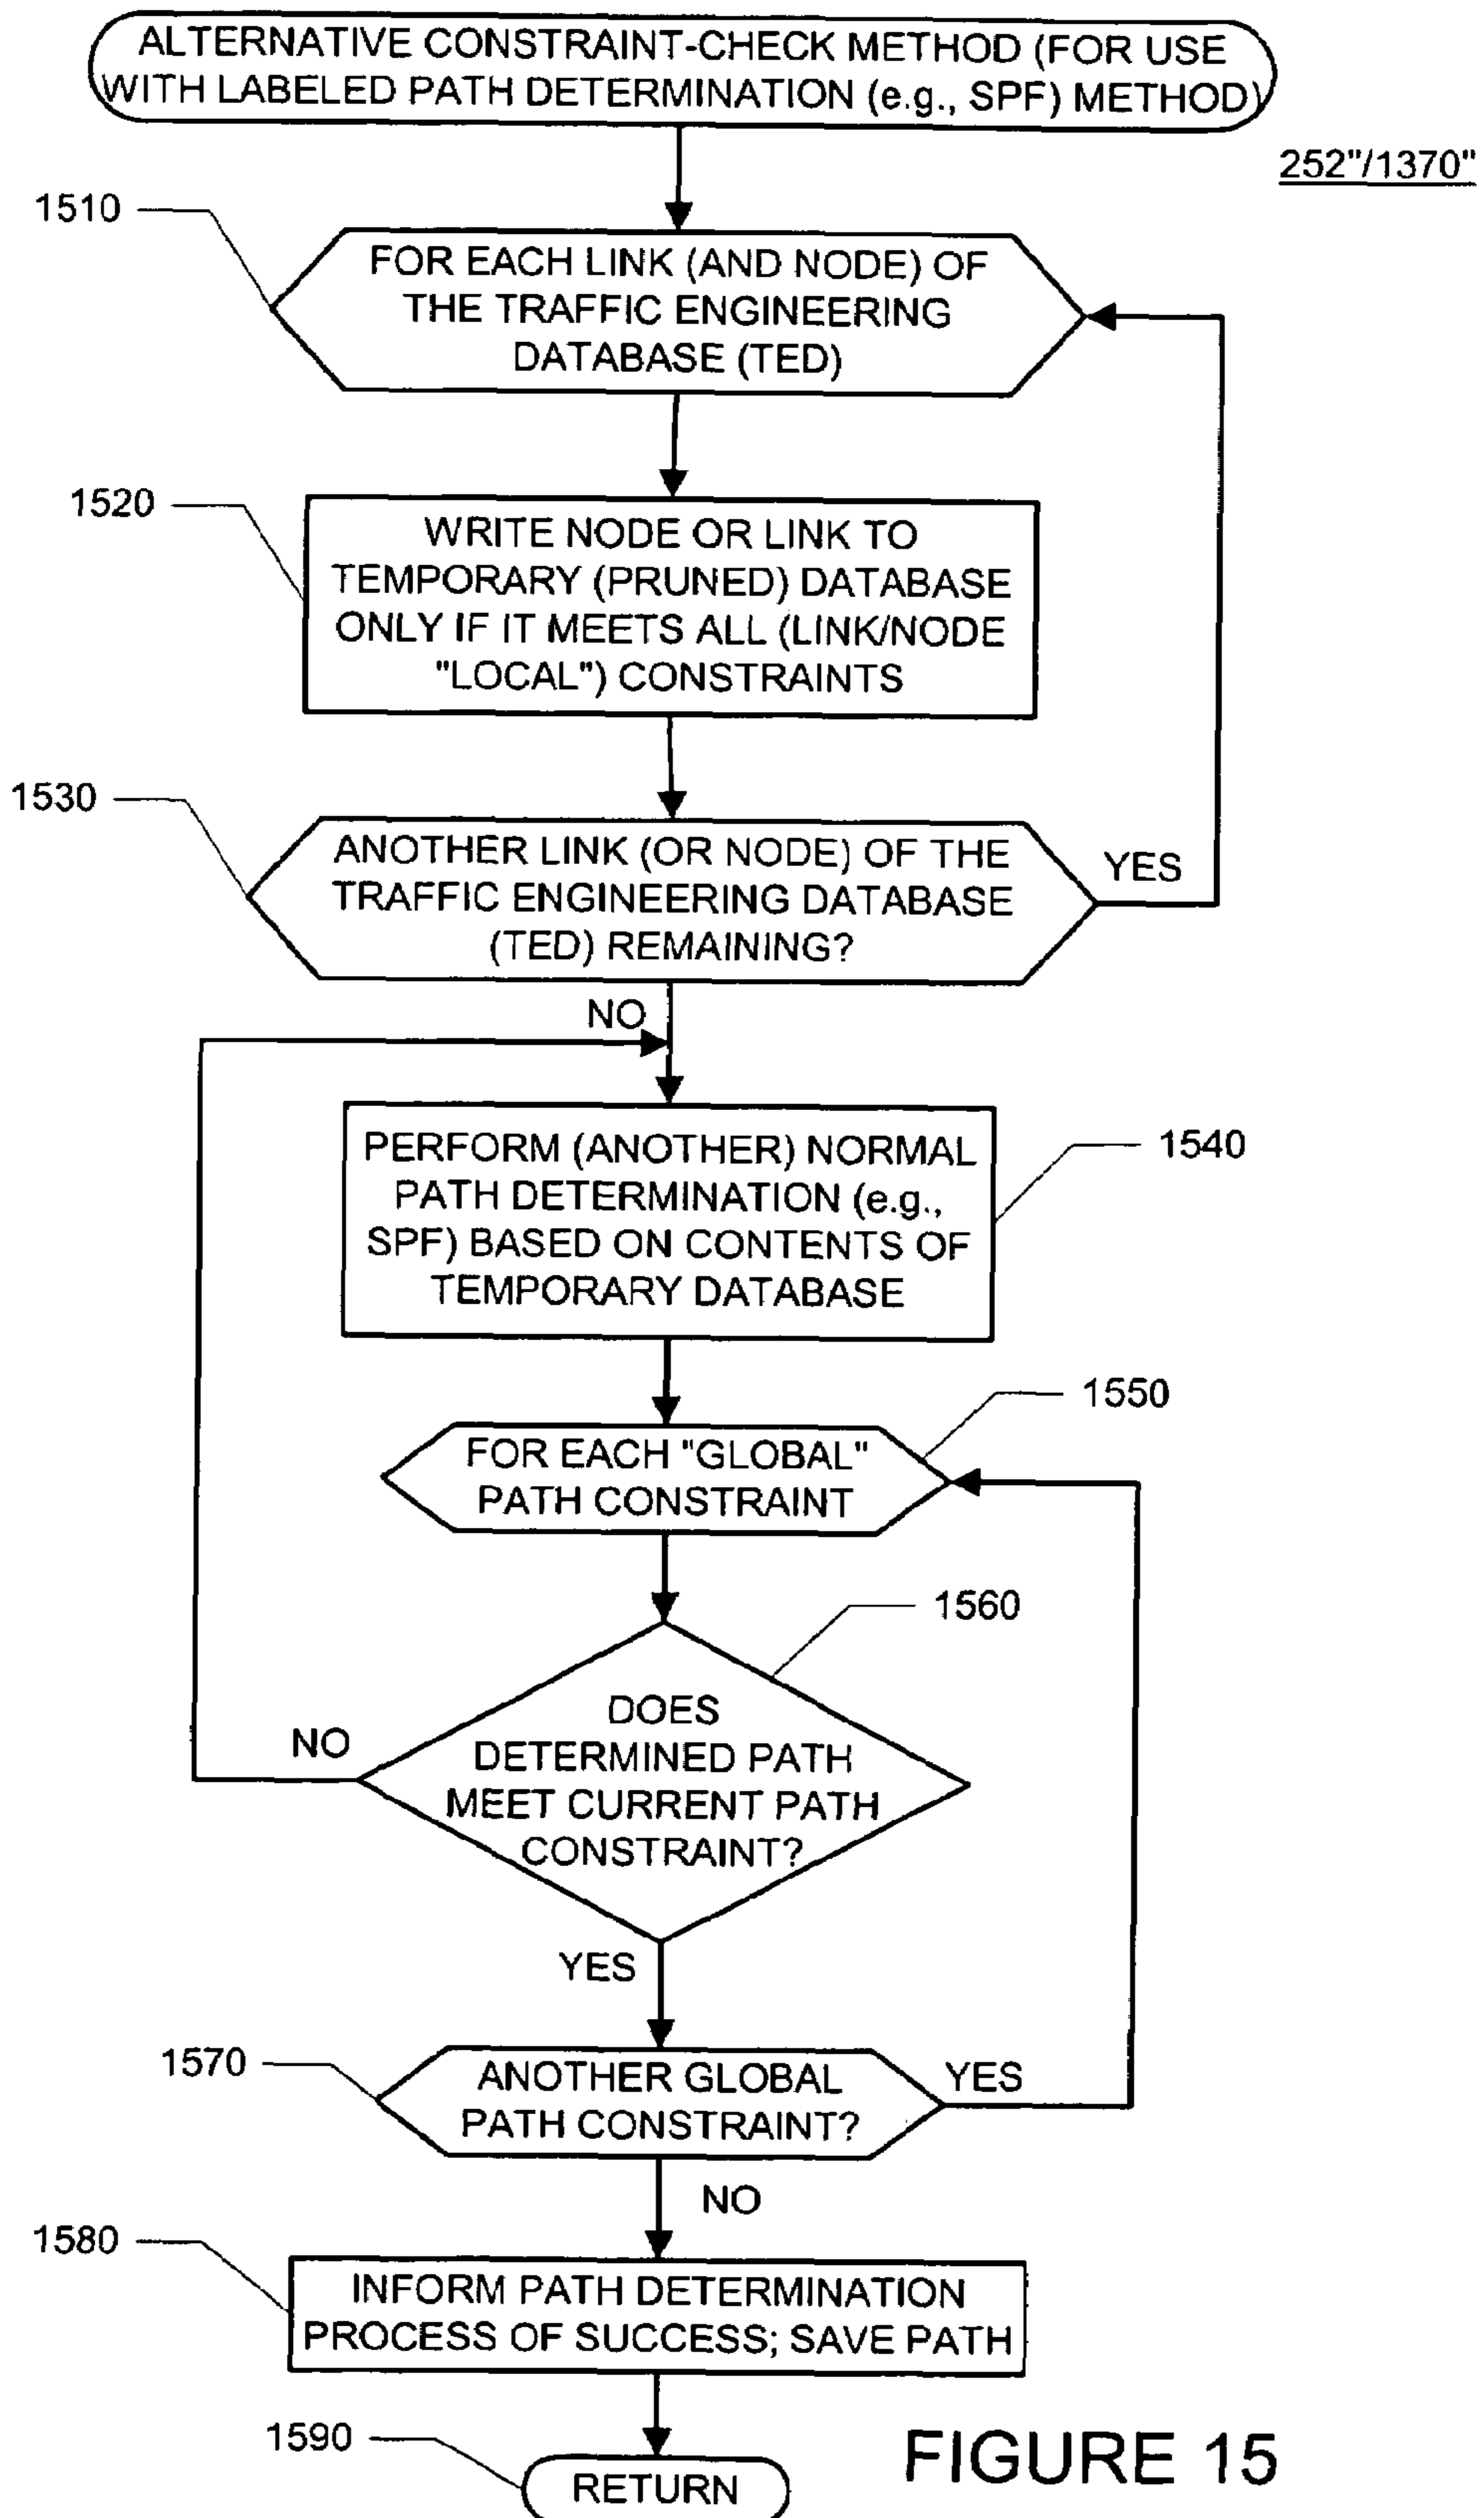 ALTERNATIVE CONSTRAINT-CHECK METHOD (FOR USE
WITH LABELED PATH DETERMINATION (e.g., SPF) METHOD)
252"/1370"
1510
FOR EACH LINK (AND NODE) OF
THE TRAFFIC ENGINEERING
DATABASE (TED)
1520
WRITE NODE OR LINK TO
TEMPORARY (PRUNED) DATABASE
ONLY IF IT MEETS ALL (LINK/NODE
"LOCAL") CONSTRAINTS
1530
ANOTHER LINK (OR NODE) OF THE
TRAFFIC ENGINEERING DATABASE
(TED) REMAINING?
YES
NO
PERFORM (ANOTHER) NORMAL
PATH DETERMINATION (e.g.,
SPF) BASED ON CONTENTS OF
TEMPORARY DATABASE
1540
1550
FOR EACH "GLOBAL"
PATH CONSTRAINT
1560
DOES
DETERMINED PATH
MEET CURRENT PATH
CONSTRAINT?
NO
YES
1570
ANOTHER GLOBAL
PATH CONSTRAINT?
YES
NO
1580
INFORM PATH DETERMINATION
PROCESS OF SUCCESS; SAVE PATH
1590
RETURN
FIGURE 15